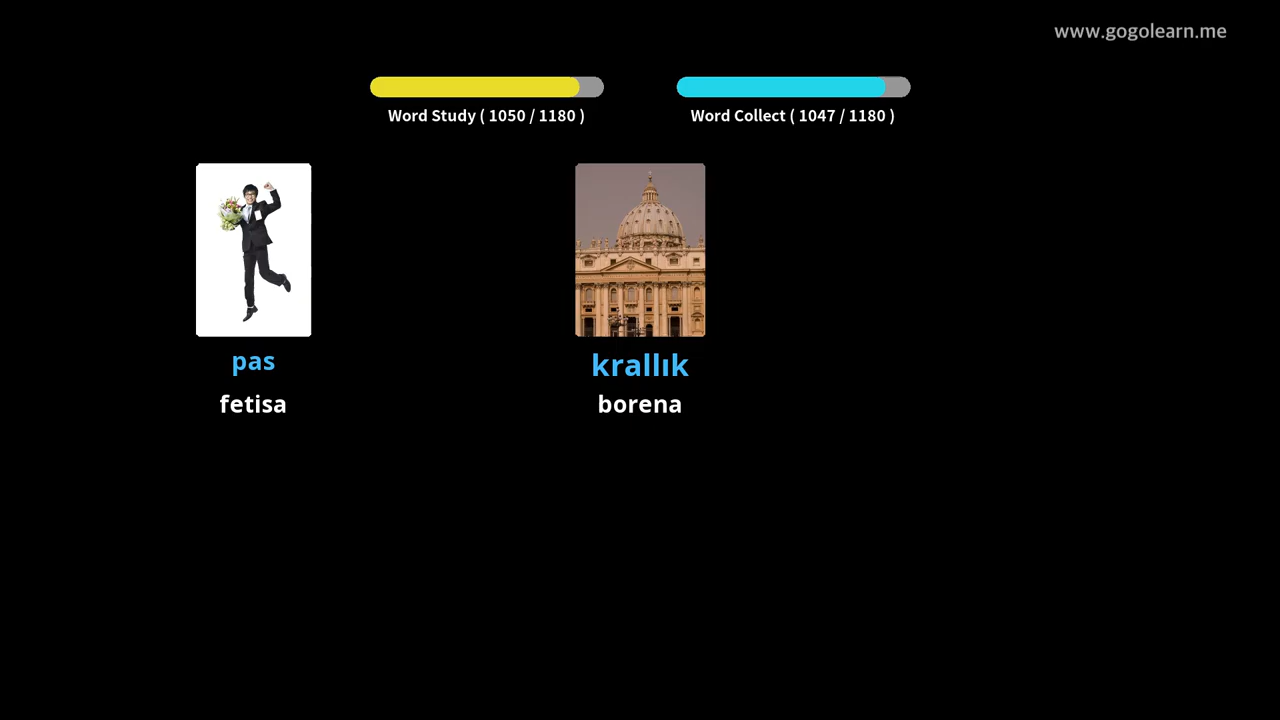 www.gogolearn.me
Word Study ( 1050 / 1180 )
Word Collect ( 1047 / 1180 )
pas
krallık
fetisa
borena